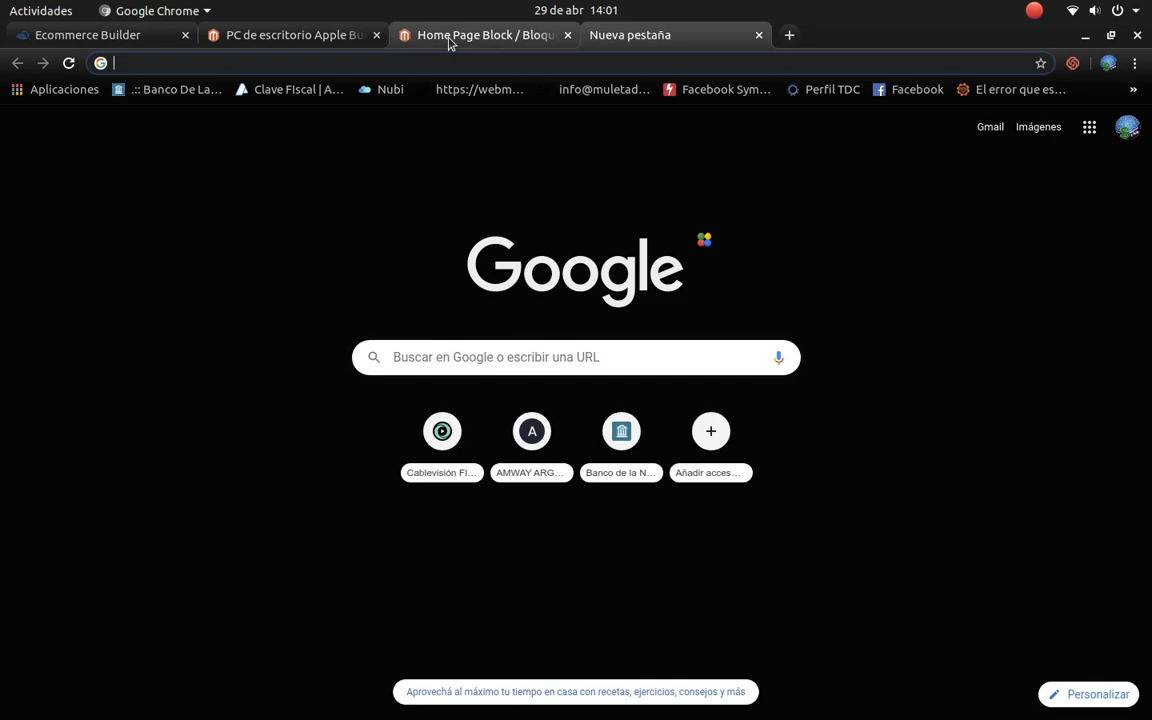 Actividades Google Chrome 29 de abr 14:01
Ecommerce Builder PC de escritorio Apple Bu Home Page Block / Bloqu Nueva pestaña
Aplicaciones .:: Banco De La... Clave FIscal | A... Nubi https://webm... info@muletad... Facebook Sym... Perfil TDC Facebook El error que es... »
Gmail Imágenes
Google
Buscar en Google o escribir una URL
A
Cablevisión Fl... AMWAY ARG... Banco de la N... Añadir acces...
Aprovechá al máximo tu tiempo en casa con recetas, ejercicios, consejos y más
Personalizar